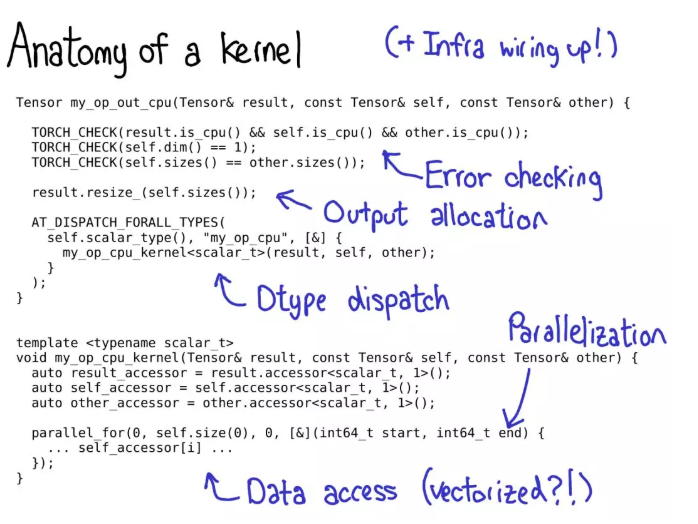 Anatomy of a kernel (+ Infra wiring up!)
Tensor my_op_out_cpu(Tensor& result, const Tensor& self, const Tensor& other) {
TORCH_CHECK(result.is_cpu() && self.is_cpu() && other.is_cpu());
TORCH_CHECK(self.dim() == 1);
TORCH_CHECK(self.sizes() == other.sizes());
Error checking
result.resize_(self.sizes());
Output allocation
AT_DISPATCH_FORALL_TYPES(
self.scalar_type(), "my_op_cpu", [&] {
my_op_cpu_kernel<scalar_t>(result, self, other);
}
);
}
Dtype dispatch
Parallelization
template <typename scalar_t>
void my_op_cpu_kernel(Tensor& result, const Tensor& self, const Tensor& other) {
auto result_accessor = result.accessor<scalar_t, 1>();
auto self_accessor = self.accessor<scalar_t, 1>();
auto other_accessor = other.accessor<scalar_t, 1>();
parallel_for(0, self.size(0), 0, [&](int64_t start, int64_t end) {
... self_accessor[i] ...
});
}
Data access (vectorized?!)